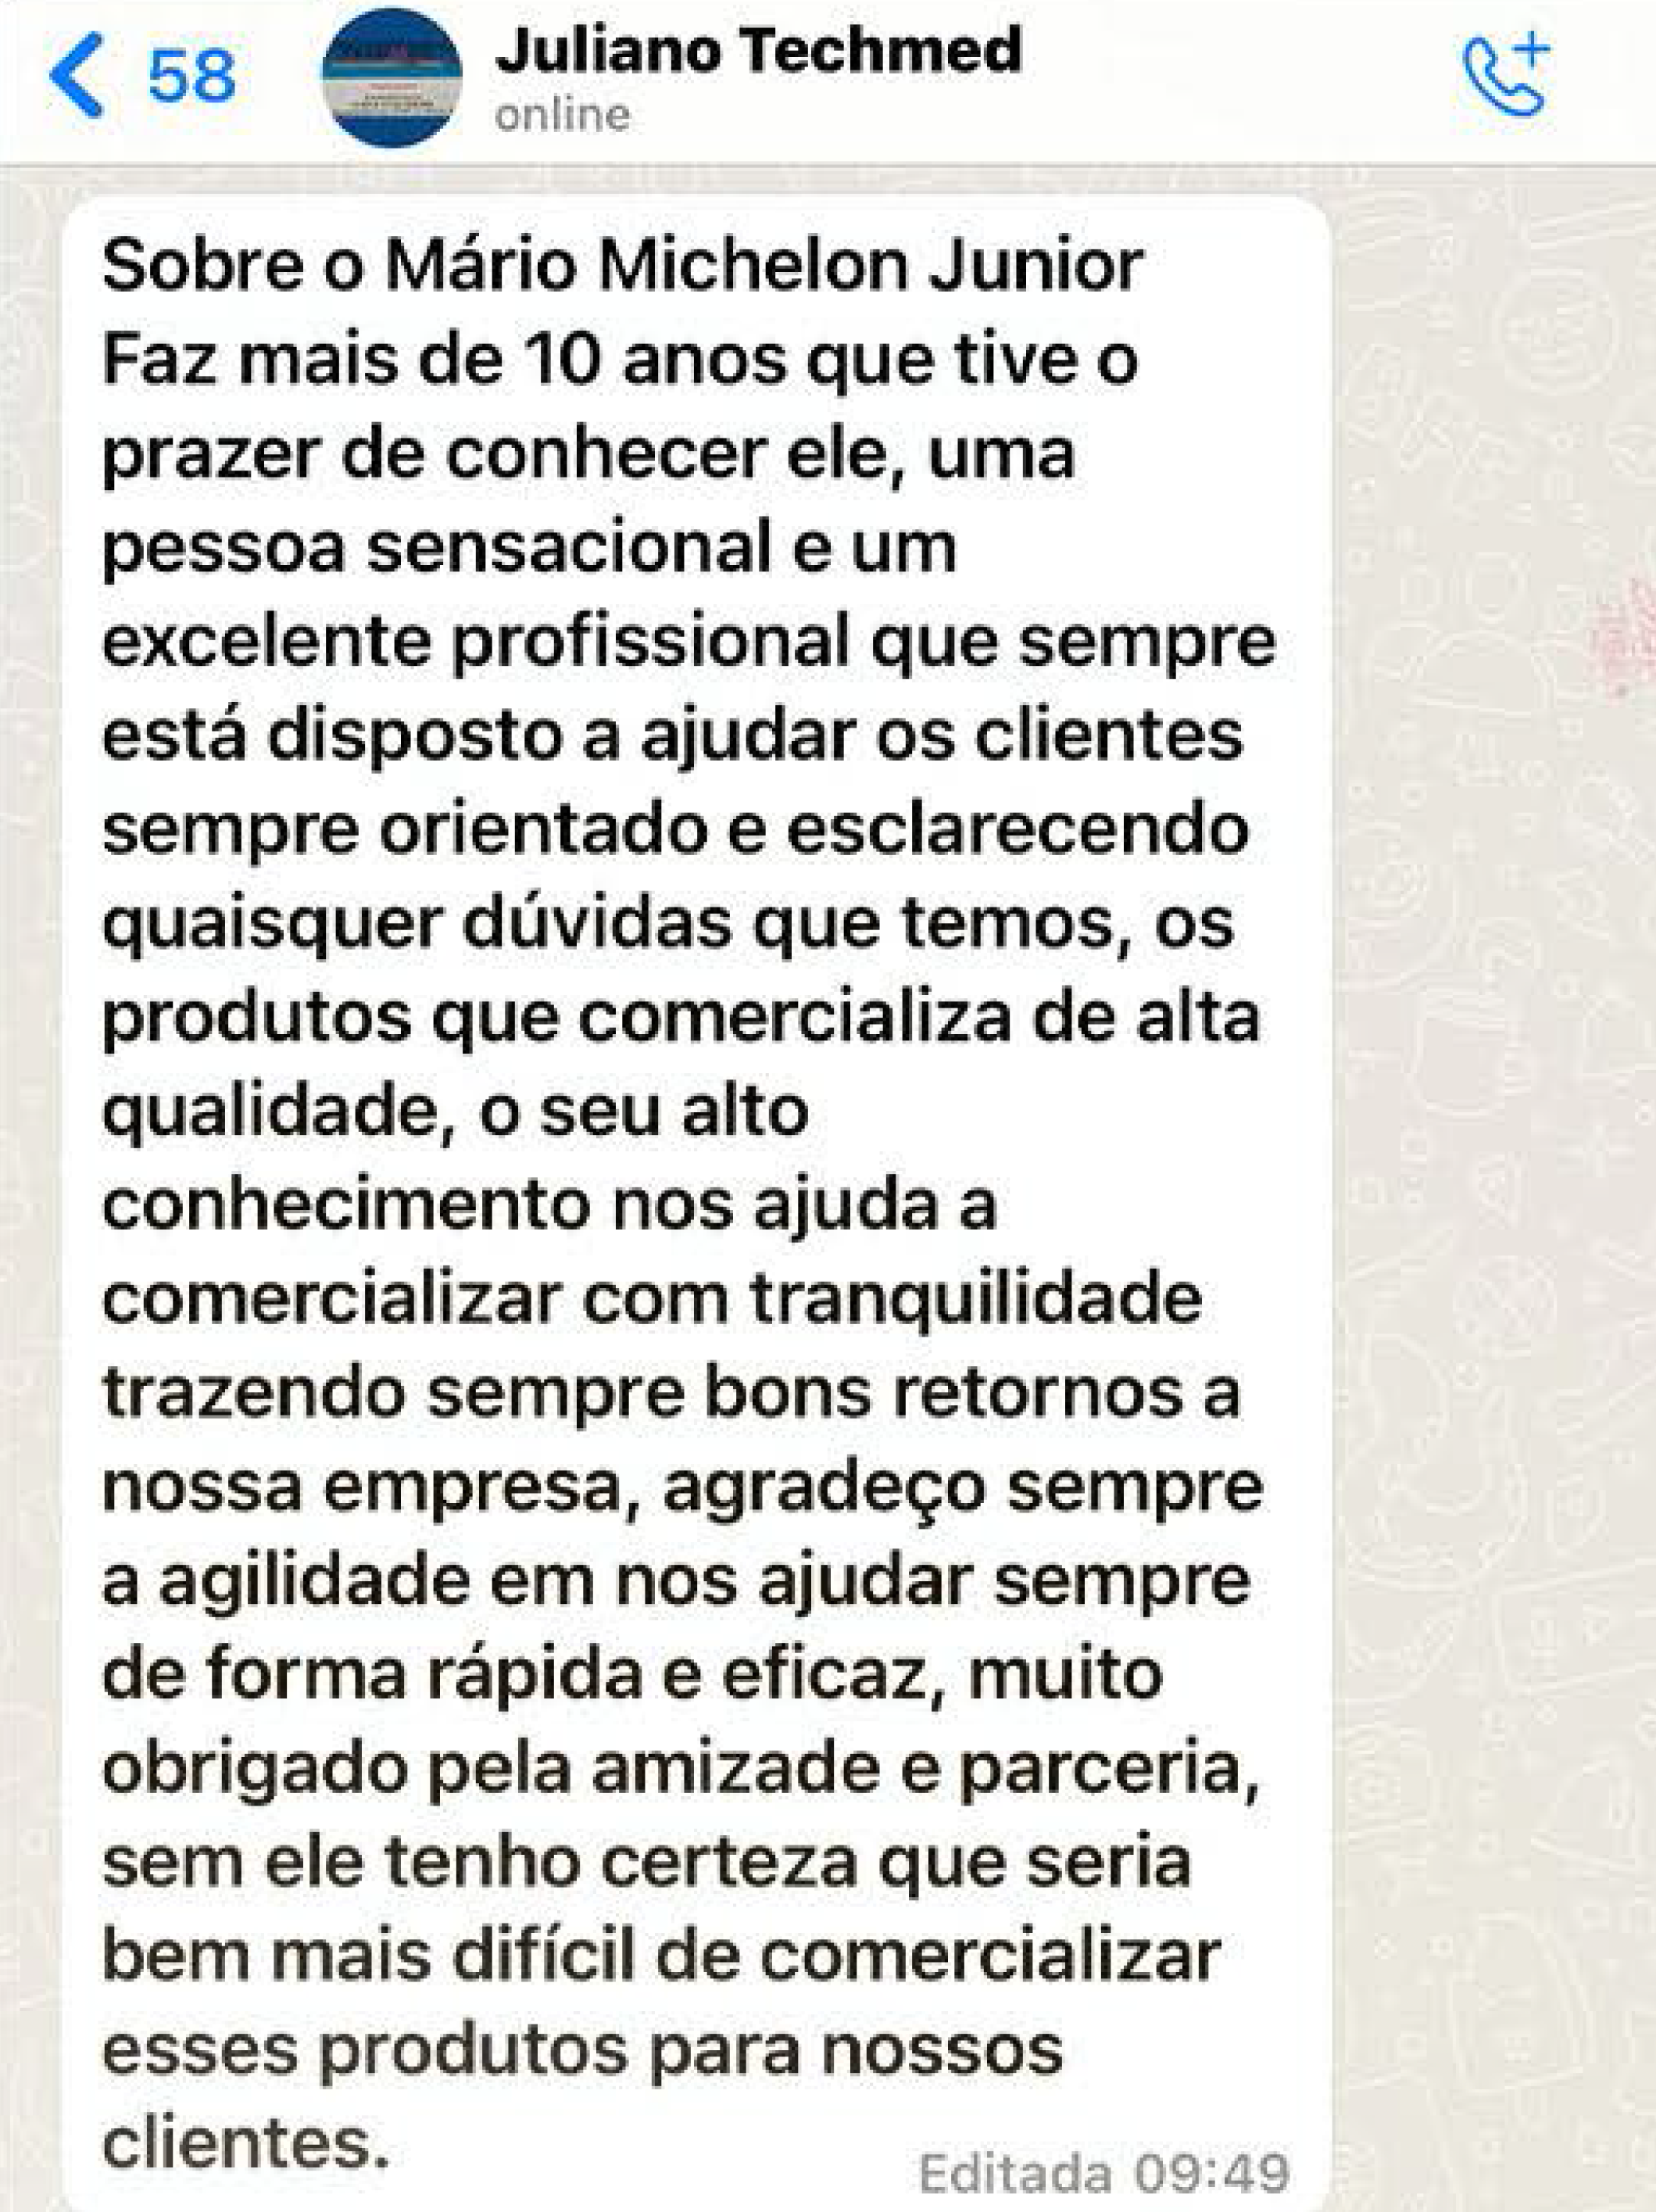 58
Juliano Techmed
online
Sobre o Mário Michelon Junior
Faz mais de 10 anos que tive o
prazer de conhecer ele, uma
pessoa sensacional e um
excelente profissional que sempre
está disposto a ajudar os clientes
sempre orientado e esclarecendo
quaisquer dúvidas que temos, os
produtos que comercializa de alta
qualidade, o seu alto
conhecimento nos ajuda a
comercializar com tranquilidade
trazendo sempre bons retornos a
nossa empresa, agradeço sempre
a agilidade em nos ajudar sempre
de forma rápida e eficaz, muito
obrigado pela amizade e parceria,
sem ele tenho certeza que seria
bem mais difícil de comercializar
esses produtos para nossos
clientes.
Editada 09:49